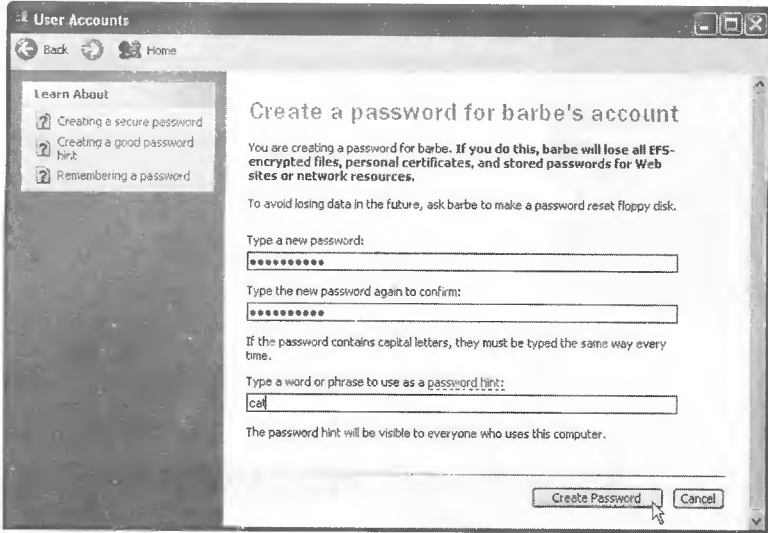 User Accounts
Back Home
Learn About
Creating a secure password
Creating a good password
hint
Remembering a password
Create a password for barbe's account
You are creating a password for barbe. If you do this, barbe will lose all EFS-
encrypted files, personal certificates, and stored passwords for Web
sites or network resources.
To avoid losing data in the future, ask barbe to make a password reset floppy disk.
Type a new password:
••••••••••
Type the new password again to confirm:
••••••••••
If the password contains capital letters, they must be typed the same way every
time.
Type a word or phrase to use as a password hint:
cat
The password hint will be visible to everyone who uses this computer.
Create Password Cancel